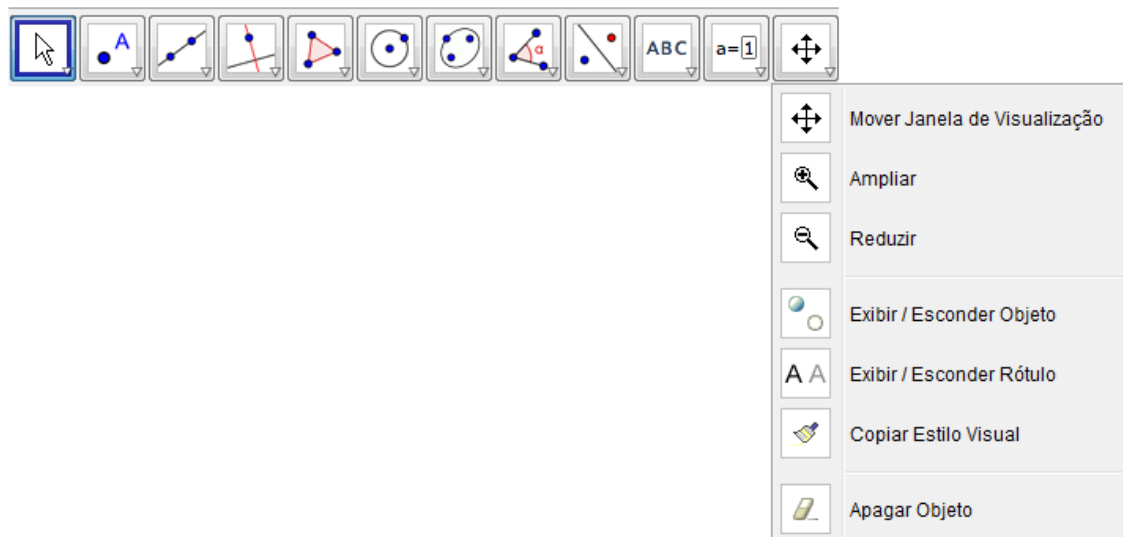 A
α
ABC
a=1
Mover Janela de Visualização
Ampliar
Reduzir
Exibir / Esconder Objeto
A A
Exibir / Esconder Rótulo
Copiar Estilo Visual
Apagar Objeto